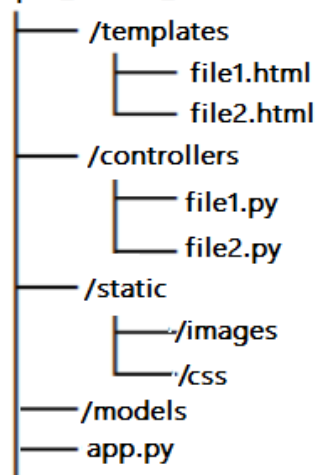 /templates
file1.html
file2.html
/controllers
file1.py
file2.py
/static
/images
/css
/models
app.py